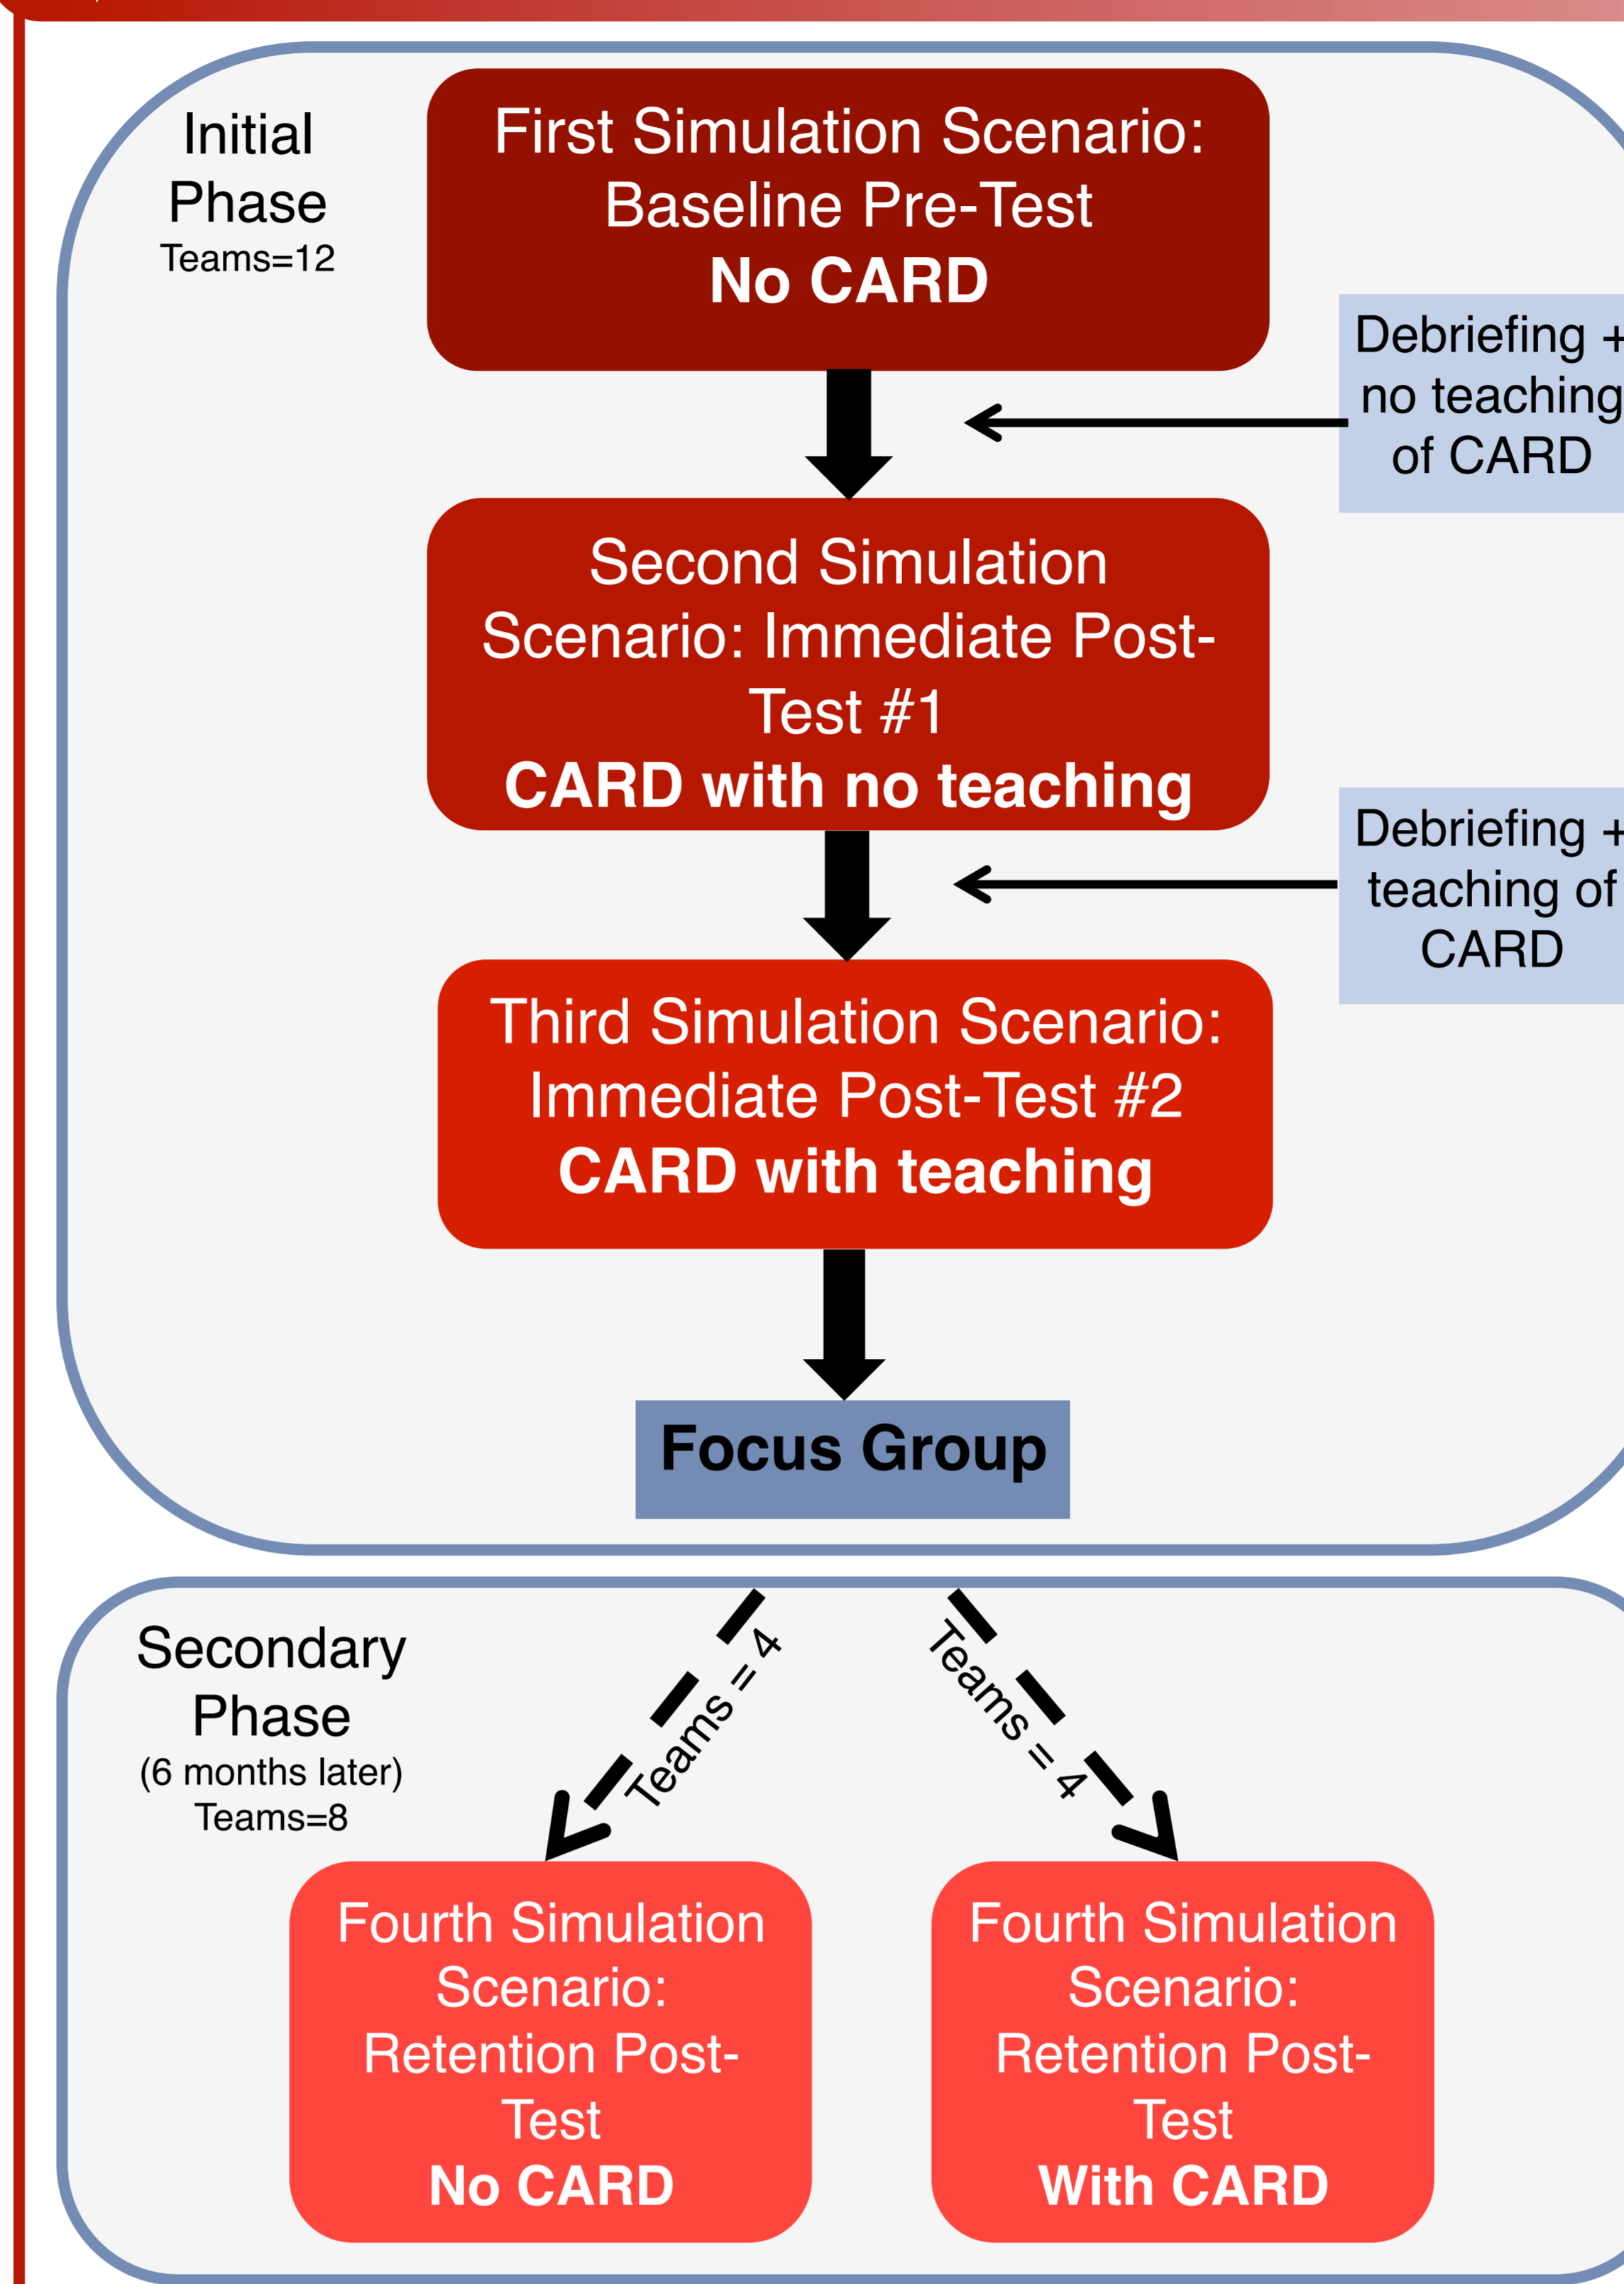 Initial
Phase
Teams=12
First Simulation Scenario:
Baseline Pre-Test
No CARD
Debriefing +
no teaching
of CARD
Second Simulation
Scenario: Immediate Post-
Test #1
CARD with no teaching
Debriefing +
teaching of
CARD
Third Simulation Scenario:
Immediate Post-Test #2
CARD with teaching
Focus Group
Secondary
Phase
(6 months later)
Teams=8
Teams = 4
Teams = 4
Fourth Simulation
Scenario:
Retention Post-
Test
No CARD
Fourth Simulation
Scenario:
Retention Post-
Test
With CARD